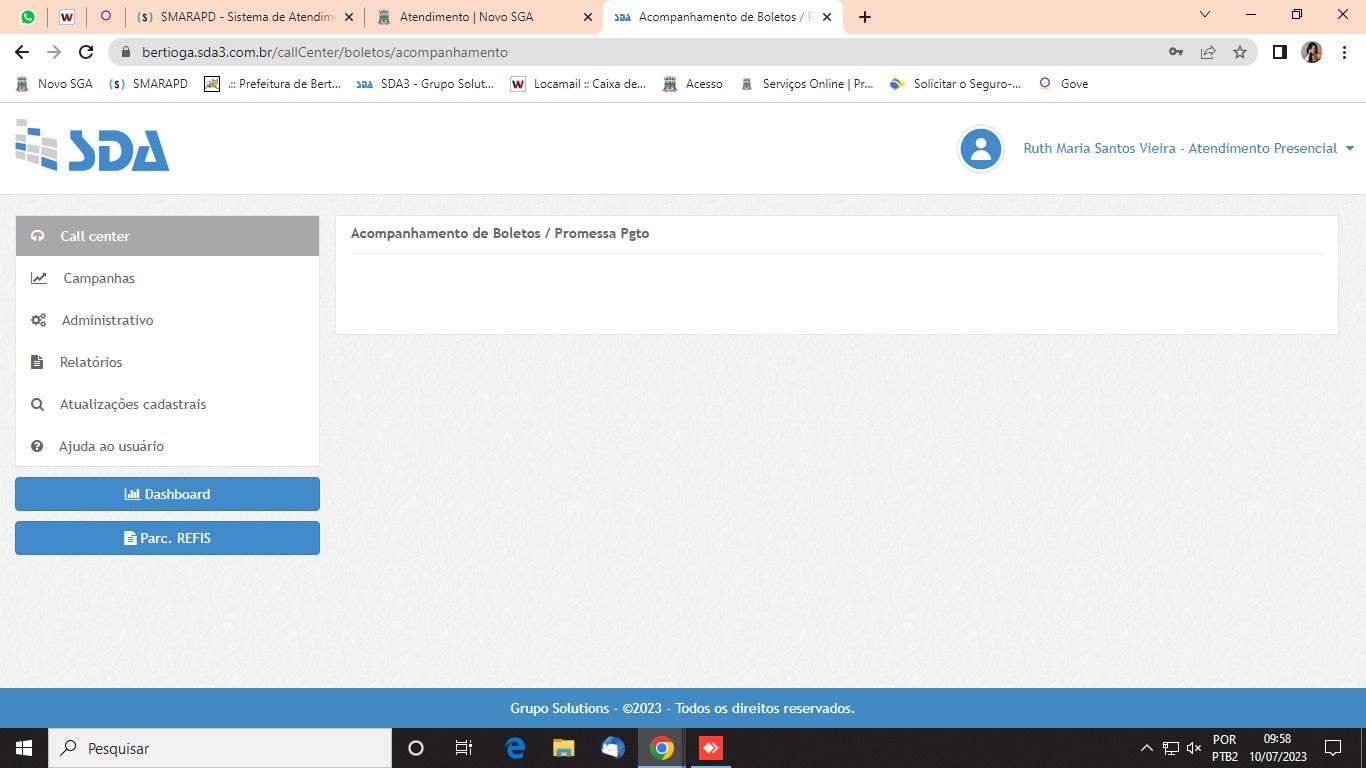 SMARAPD - Sistema de Atendim
Atendimento | Novo SGA
Acompanhamento de Boletos / P
bertioga.sda3.com.br/callCenter/boletos/acompanhamento
Novo SGA
SMARAPD
.:: Prefeitura de Bert...
SDA3 - Grupo Solut...
Locamail :: Caixa de...
Acesso
Serviços Online | Pr...
Solicitar o Seguro-...
Gove
SDA
Ruth Maria Santos Vieira - Atendimento Presencial
Call center
Acompanhamento de Boletos / Promessa Pgto
Campanhas
Administrativo
Relatórios
Atualizações cadastrais
Ajuda ao usuário
Dashboard
Parc. REFIS
Grupo Solutions - ©2023 - Todos os direitos reservados.
Pesquisar
POR
PTB2
09:58
10/07/2023